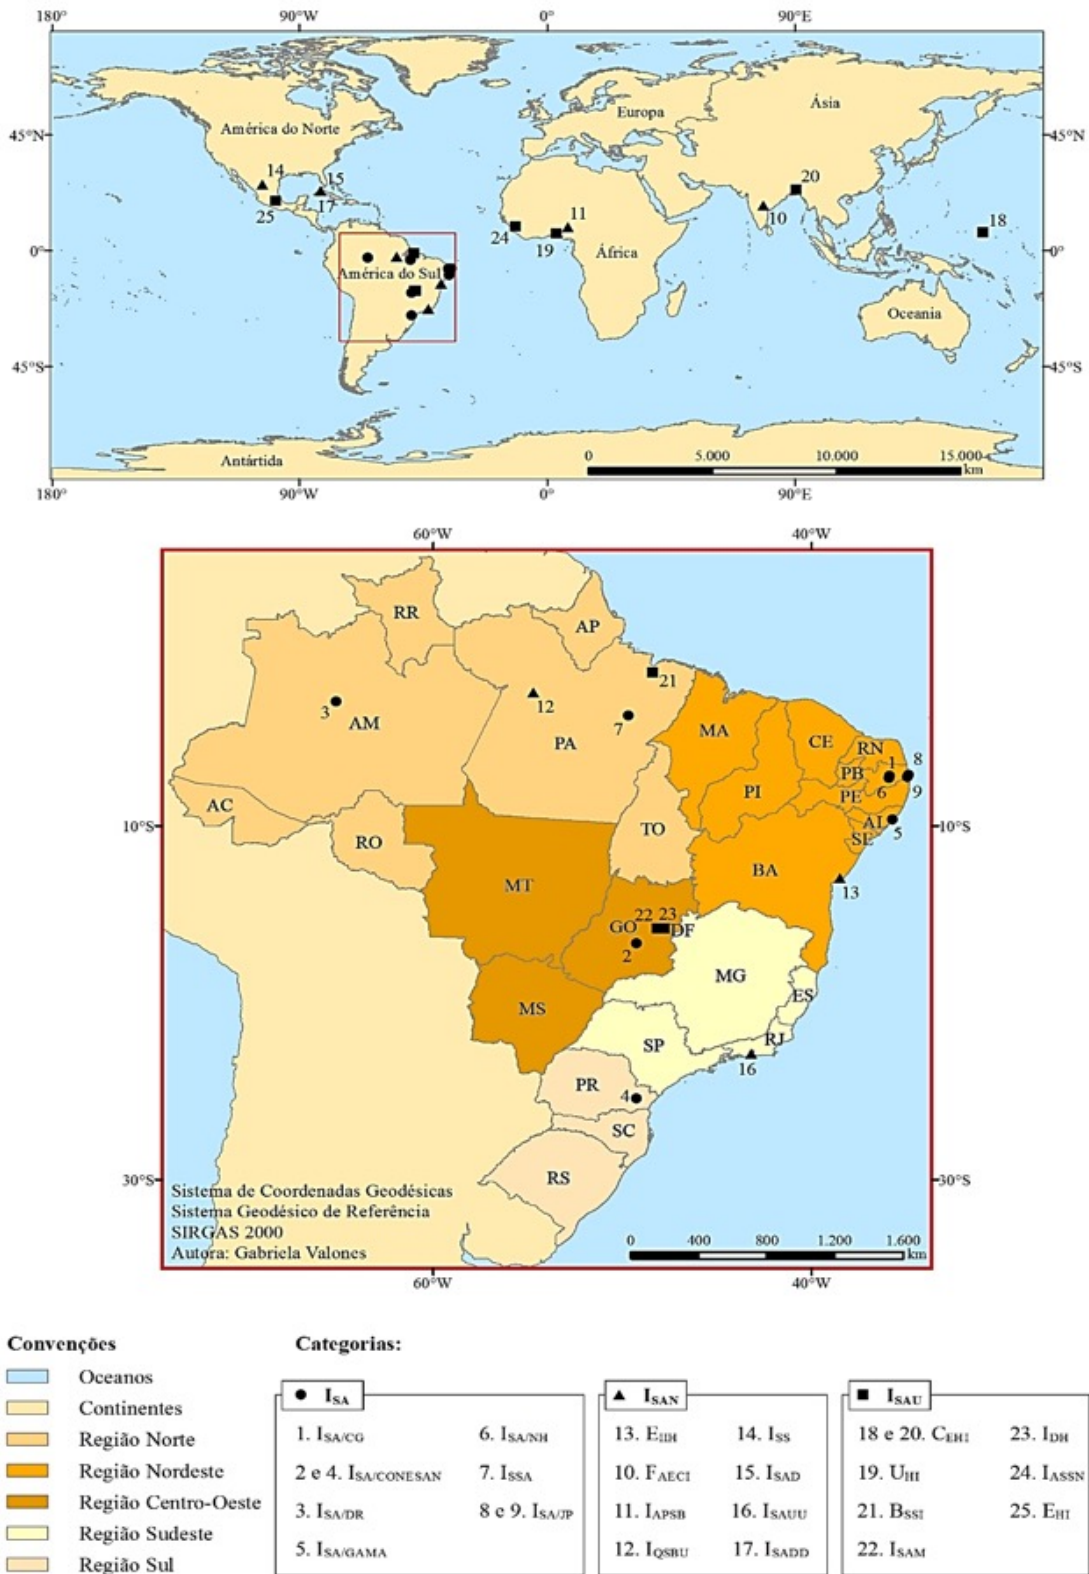 180° 90°W 0° 90°E
45°N 45°N
0° 0°
45°S 45°S
América do Norte
Europa
Ásia
14
15
25
17
20
10
18
11
24
19
África
América do Sul
Oceania
Antártida
0 5.000 10.000 15.000
km
180° 90°W 0° 90°E
60°W 40°W
RR
AP
21
3
AM
12
7
PA
MA
CE
RN
8
PB
1
6
9
PI
PE
AC
AL
5
10°S 10°S
SE
RO
TO
BA
MT
13
22 23
GO
DF
2
MG
MS
ES
SP
RJ
16
PR
4
SC
RS
30°S 30°S
Sistema de Coordenadas Geodésicas
Sistema Geodésico de Referência
SIRGAS 2000
Autora: Gabriela Valones
0 400 800 1.200 1.600
km
60°W 40°W
Convenções
Oceanos
Continentes
Região Norte
Região Nordeste
Região Centro-Oeste
Região Sudeste
Região Sul
Categorias:
ISA
1. ISA/CG 6. ISA/NH
2 e 4. ISA/CONESAN 7. ISSA
3. ISA/DR 8 e 9. ISA/JP
5. ISA/GAMA
ISAN
13. 14. ISS
10. FAECI 15. ISAD
11. IAPSB 16. ISAUU
12. IQSBU 17. ISADD
ISAU
18 e 20. CEHI 23. IDH
19. UHI 24. IASSN
21. BSSI 25. EHI
22. ISAM